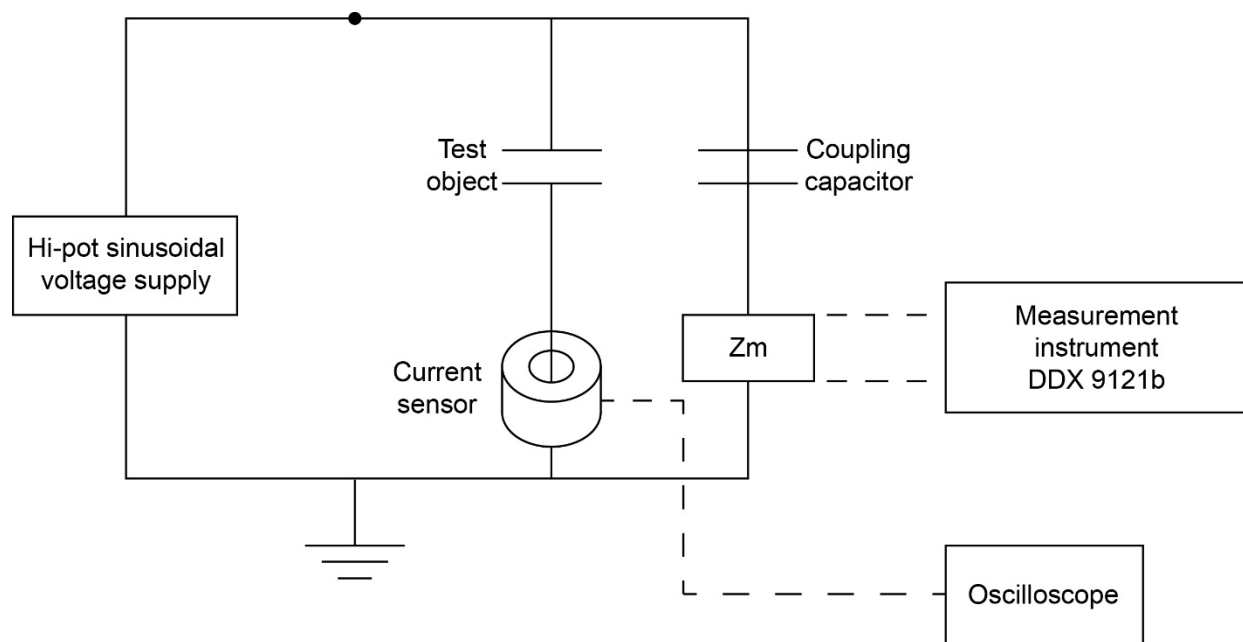 Test
object
Coupling
capacitor
Hi-pot sinusoidal
voltage supply
Current
sensor
Zm
Measurement
instrument
DDX 9121b
Oscilloscope